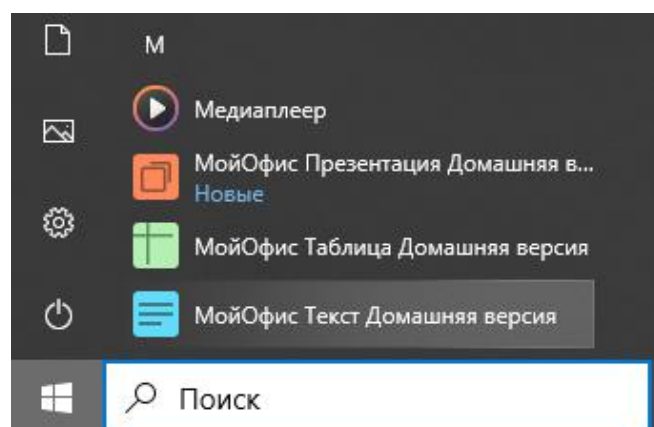 М
Медиаплеер
МойОфис Презентация Домашняя в...
Новые
МойОфис Таблица Домашняя версия
МойОфис Текст Домашняя версия
Поиск